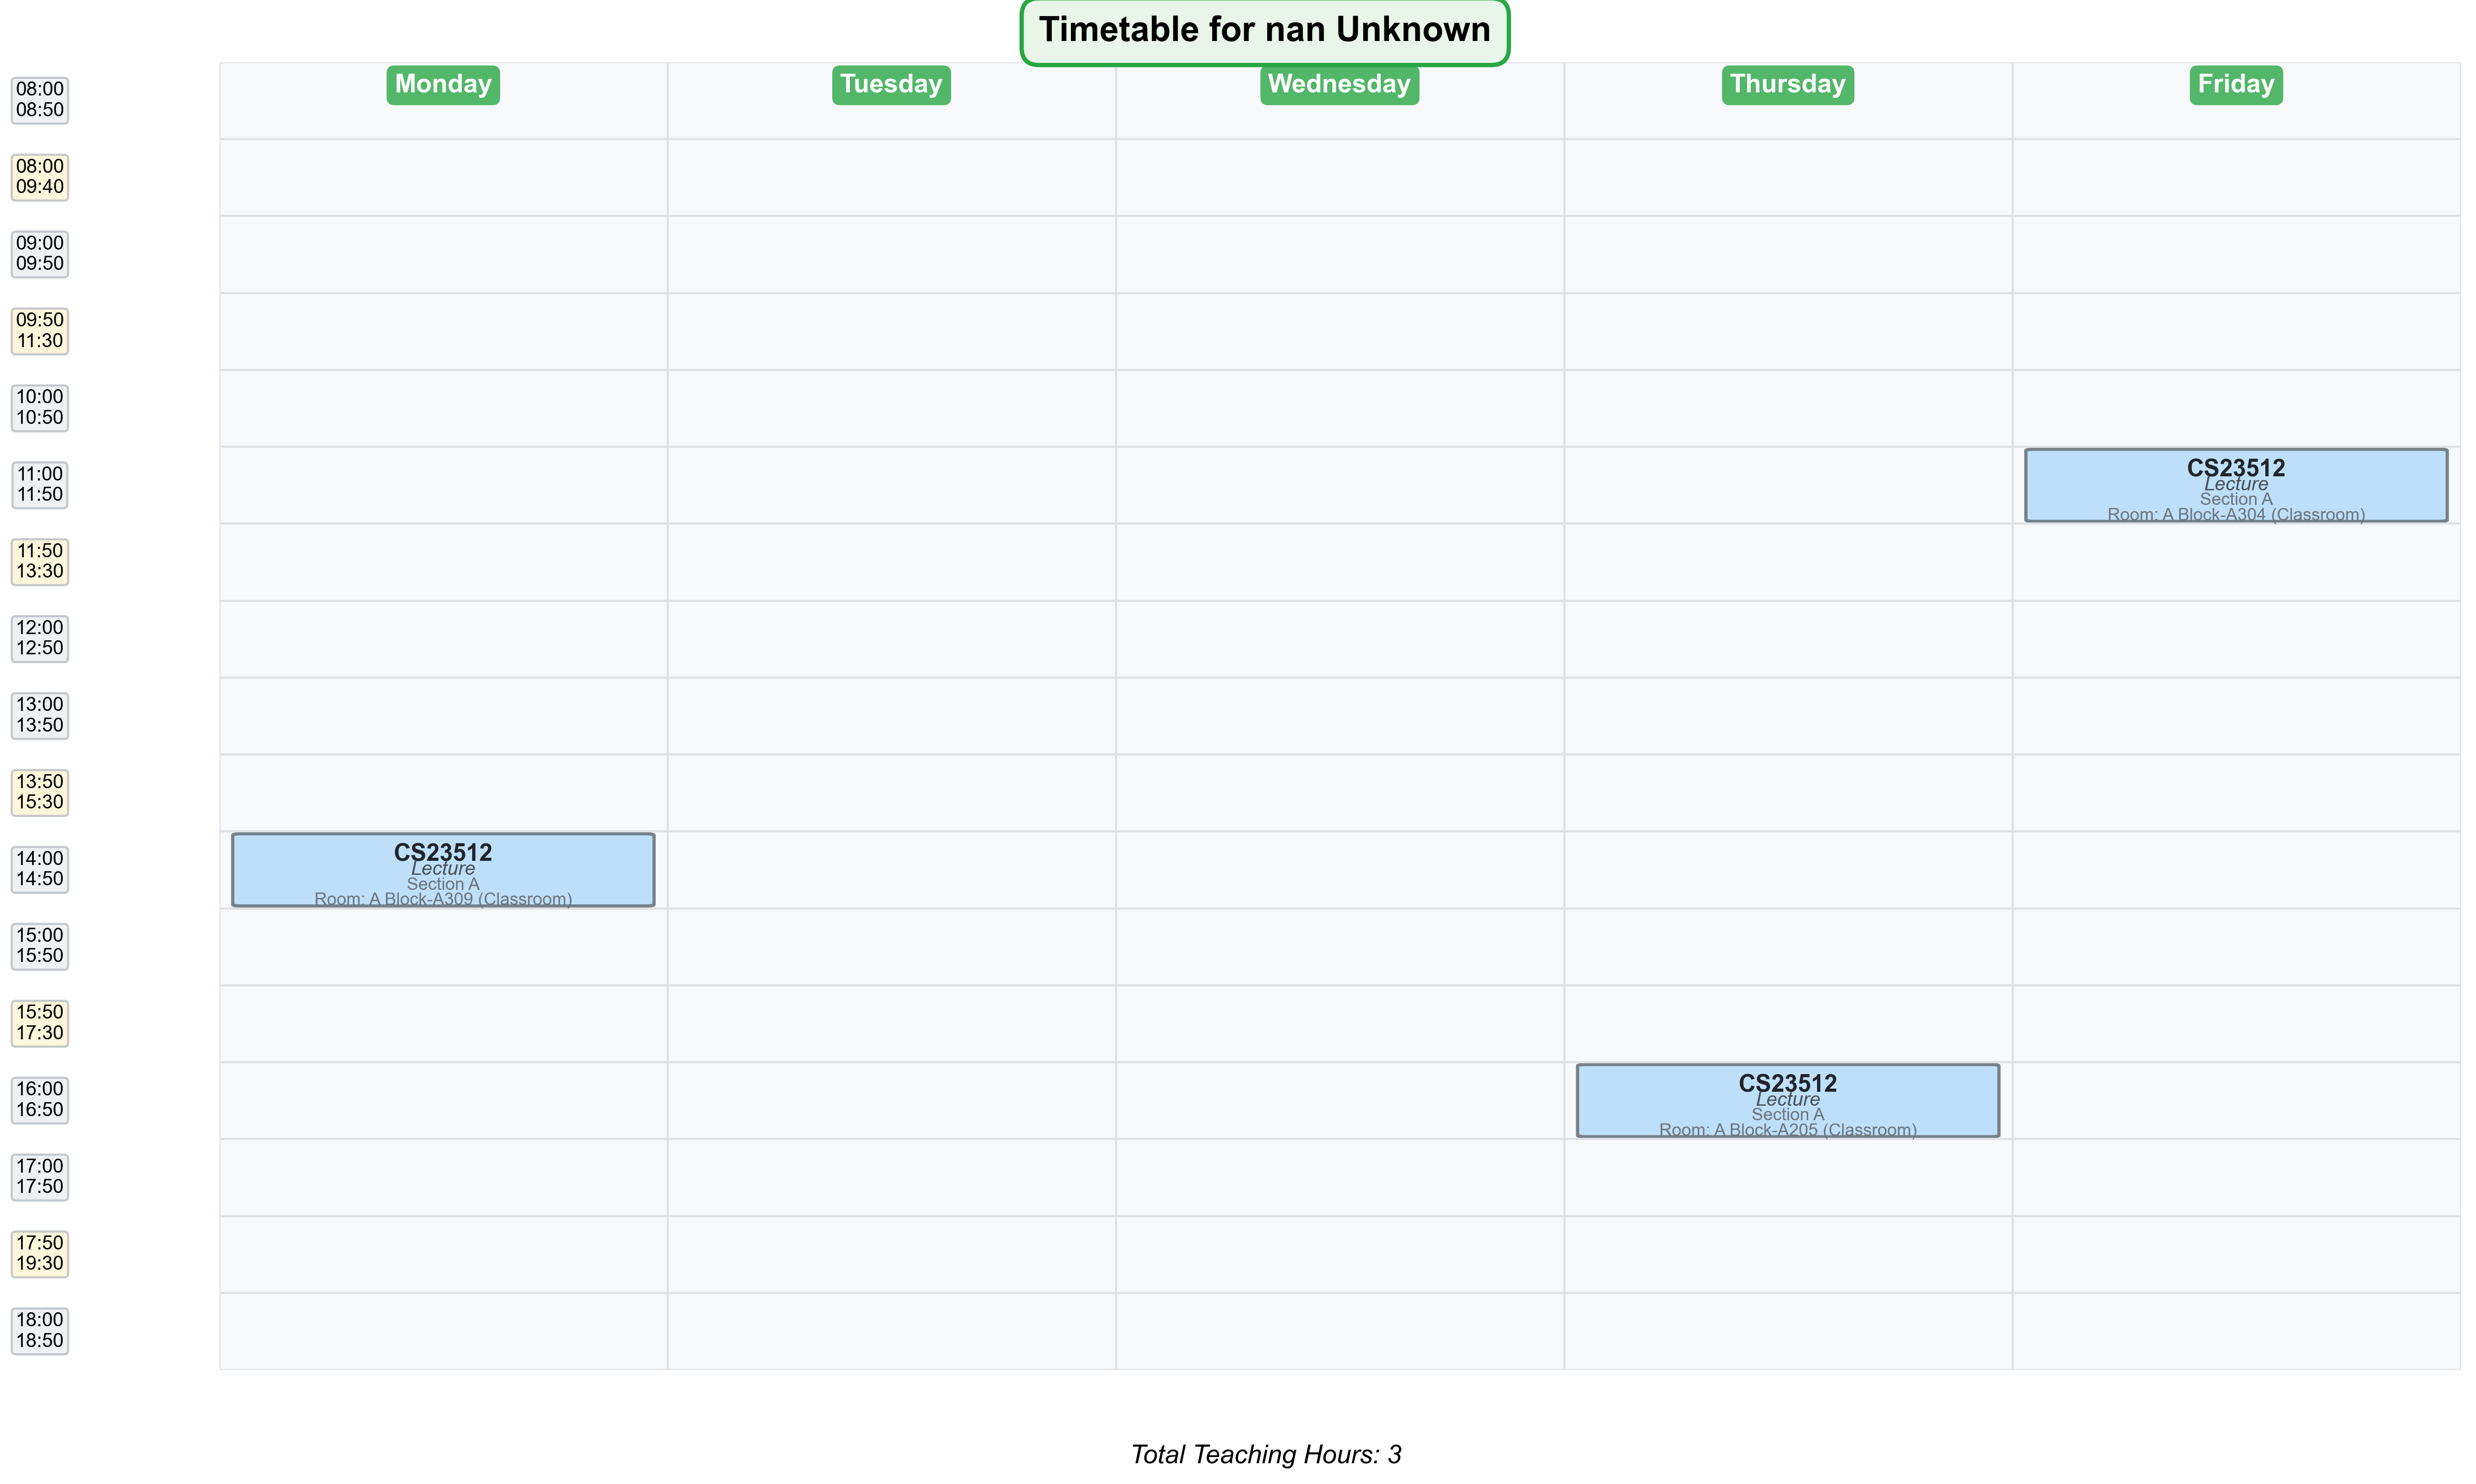 Timetable for nan Unknown
Monday
Tuesday
Wednesday
Thursday
Friday
08:00
08:50
08:00
09:40
09:00
09:50
09:50
11:30
10:00
10:50
11:00
11:50
CS23512
Lecture
Section A
Room: A Block-A304 (Classroom)
11:50
13:30
12:00
12:50
13:00
13:50
13:50
15:30
14:00
14:50
CS23512
Lecture
Section A
Room: A Block-A309 (Classroom)
15:00
15:50
15:50
17:30
16:00
16:50
CS23512
Lecture
Section A
Room: A Block-A205 (Classroom)
17:00
17:50
17:50
19:30
18:00
18:50
Total Teaching Hours: 3